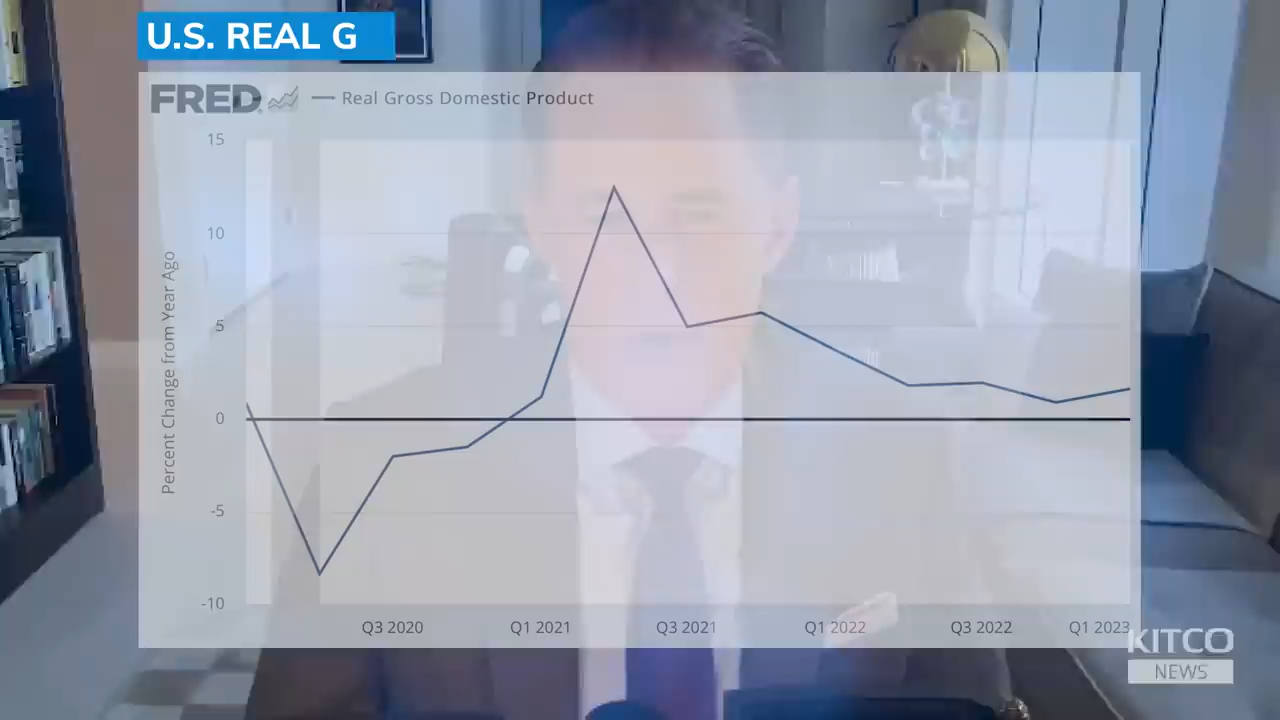 U.S. REAL G
FRED
Real Gross Domestic Product
Percent Change from Year Ago
15
10
5
0
-5
-10
Q3 2020
Q1 2021
Q3 2021
Q1 2022
Q3 2022
Q1 2023
KITCO
NEWS